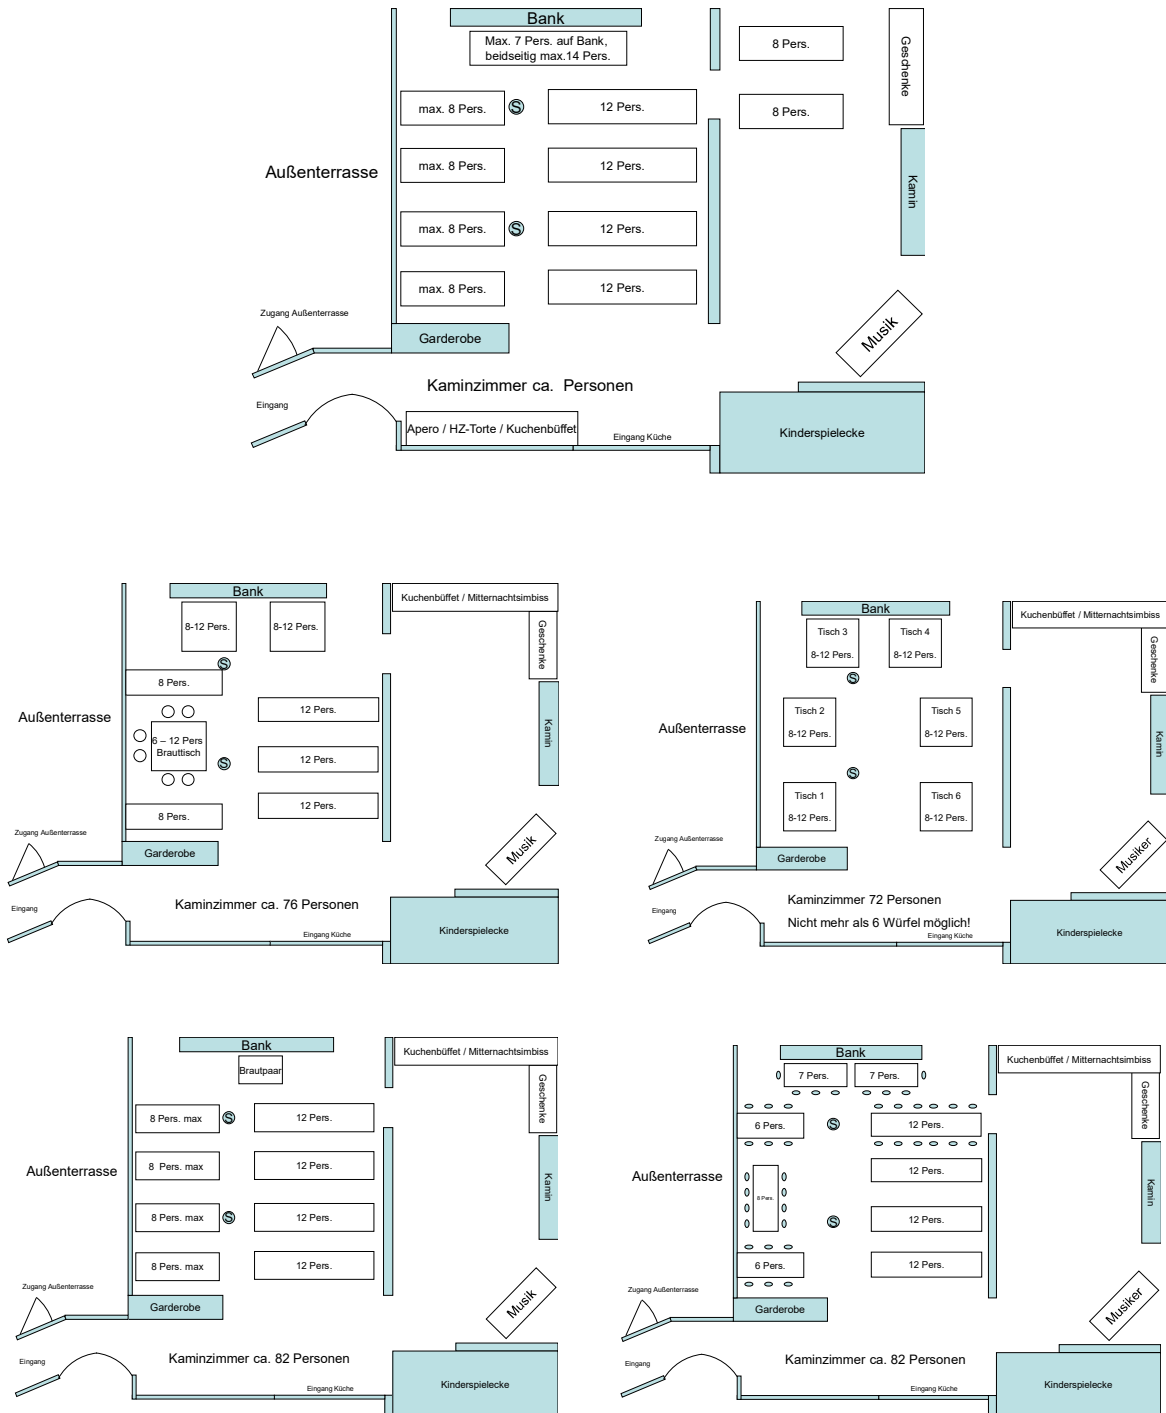 Bank
Max. 7 Pers. auf Bank,
beidseitig max.14 Pers.
8 Pers.
Geschenke
max. 8 Pers.
S
12 Pers.
8 Pers.
Außenterrasse
max. 8 Pers.
12 Pers.
Kamin
max. 8 Pers.
S
12 Pers.
max. 8 Pers.
12 Pers.
Zugang Außenterrasse
Garderobe
Musik
Kaminzimmer ca.  Personen
Eingang
Apero / HZ-Torte / Kuchenbüffet
Eingang Küche
Kinderspielecke
Bank
Kuchenbüffet / Mitternachtsimbiss
8-12 Pers.
8-12 Pers.
Geschenke
S
8 Pers.
12 Pers.
Außenterrasse
6 – 12 Pers
Brauttisch
Kamin
12 Pers.
S
12 Pers.
8 Pers.
Zugang Außenterrasse
Garderobe
Musik
Kaminzimmer ca. 76 Personen
Eingang
Eingang Küche
Kinderspielecke
Bank
Kuchenbüffet / Mitternachtsimbiss
Tisch 3
8-12 Pers.
Tisch 4
8-12 Pers.
Geschenke
S
Tisch 2
8-12 Pers.
Tisch 5
8-12 Pers.
Außenterrasse
Kamin
S
Tisch 1
8-12 Pers.
Tisch 6
8-12 Pers.
Zugang Außenterrasse
Garderobe
Musiker
Kaminzimmer 72 Personen
Nicht mehr als 6 Würfel möglich!
Eingang
Eingang Küche
Kinderspielecke
Bank
Kuchenbüffet / Mitternachtsimbiss
Brautpaar
Geschenke
8 Pers. max
S
12 Pers.
Außenterrasse
8  Pers. max
12 Pers.
Kamin
8 Pers. max
S
12 Pers.
8 Pers. max
12 Pers.
Zugang Außenterrasse
Garderobe
Musik
Kaminzimmer ca. 82 Personen
Eingang
Eingang Küche
Kinderspielecke
Bank
Kuchenbüffet / Mitternachtsimbiss
7 Pers.
7 Pers.
Geschenke
6 Pers.
S
12 Pers.
Außenterrasse
12 Pers.
8 Pers.
Kamin
S
12 Pers.
6 Pers.
12 Pers.
Zugang Außenterrasse
Garderobe
Musiker
Kaminzimmer ca. 82 Personen
Eingang
Eingang Küche
Kinderspielecke